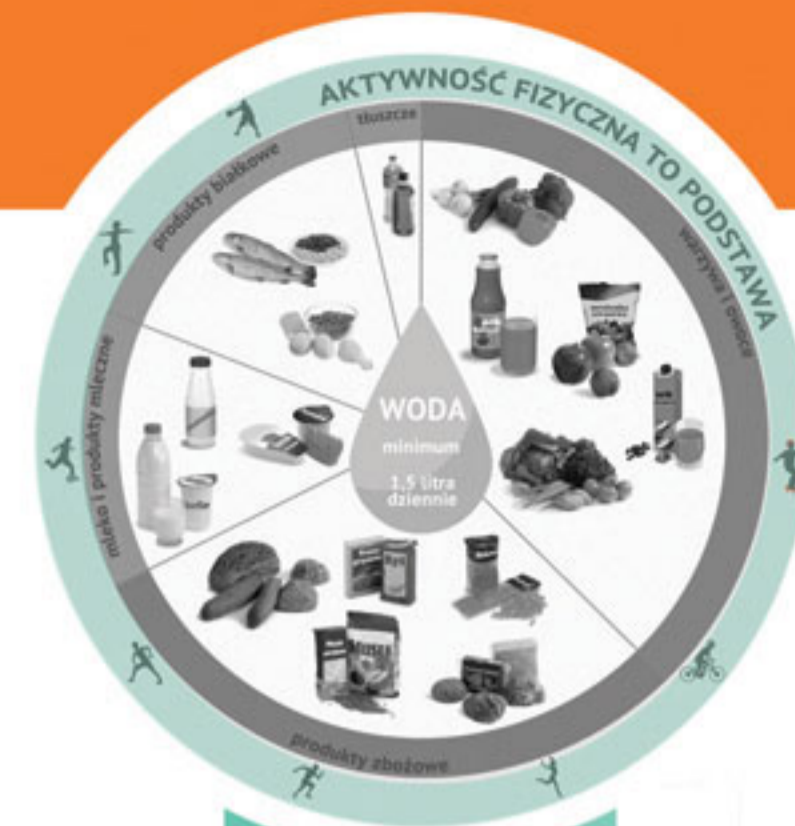 AKTYWNOŚĆ FIZYCZNA TO PODSTAWA
tłuszcze
produkty białkowe
warzywa i owoce
mleko i produkty mleczne
WODA
minimum
1,5 litra
dziennie
produkty zbożowe